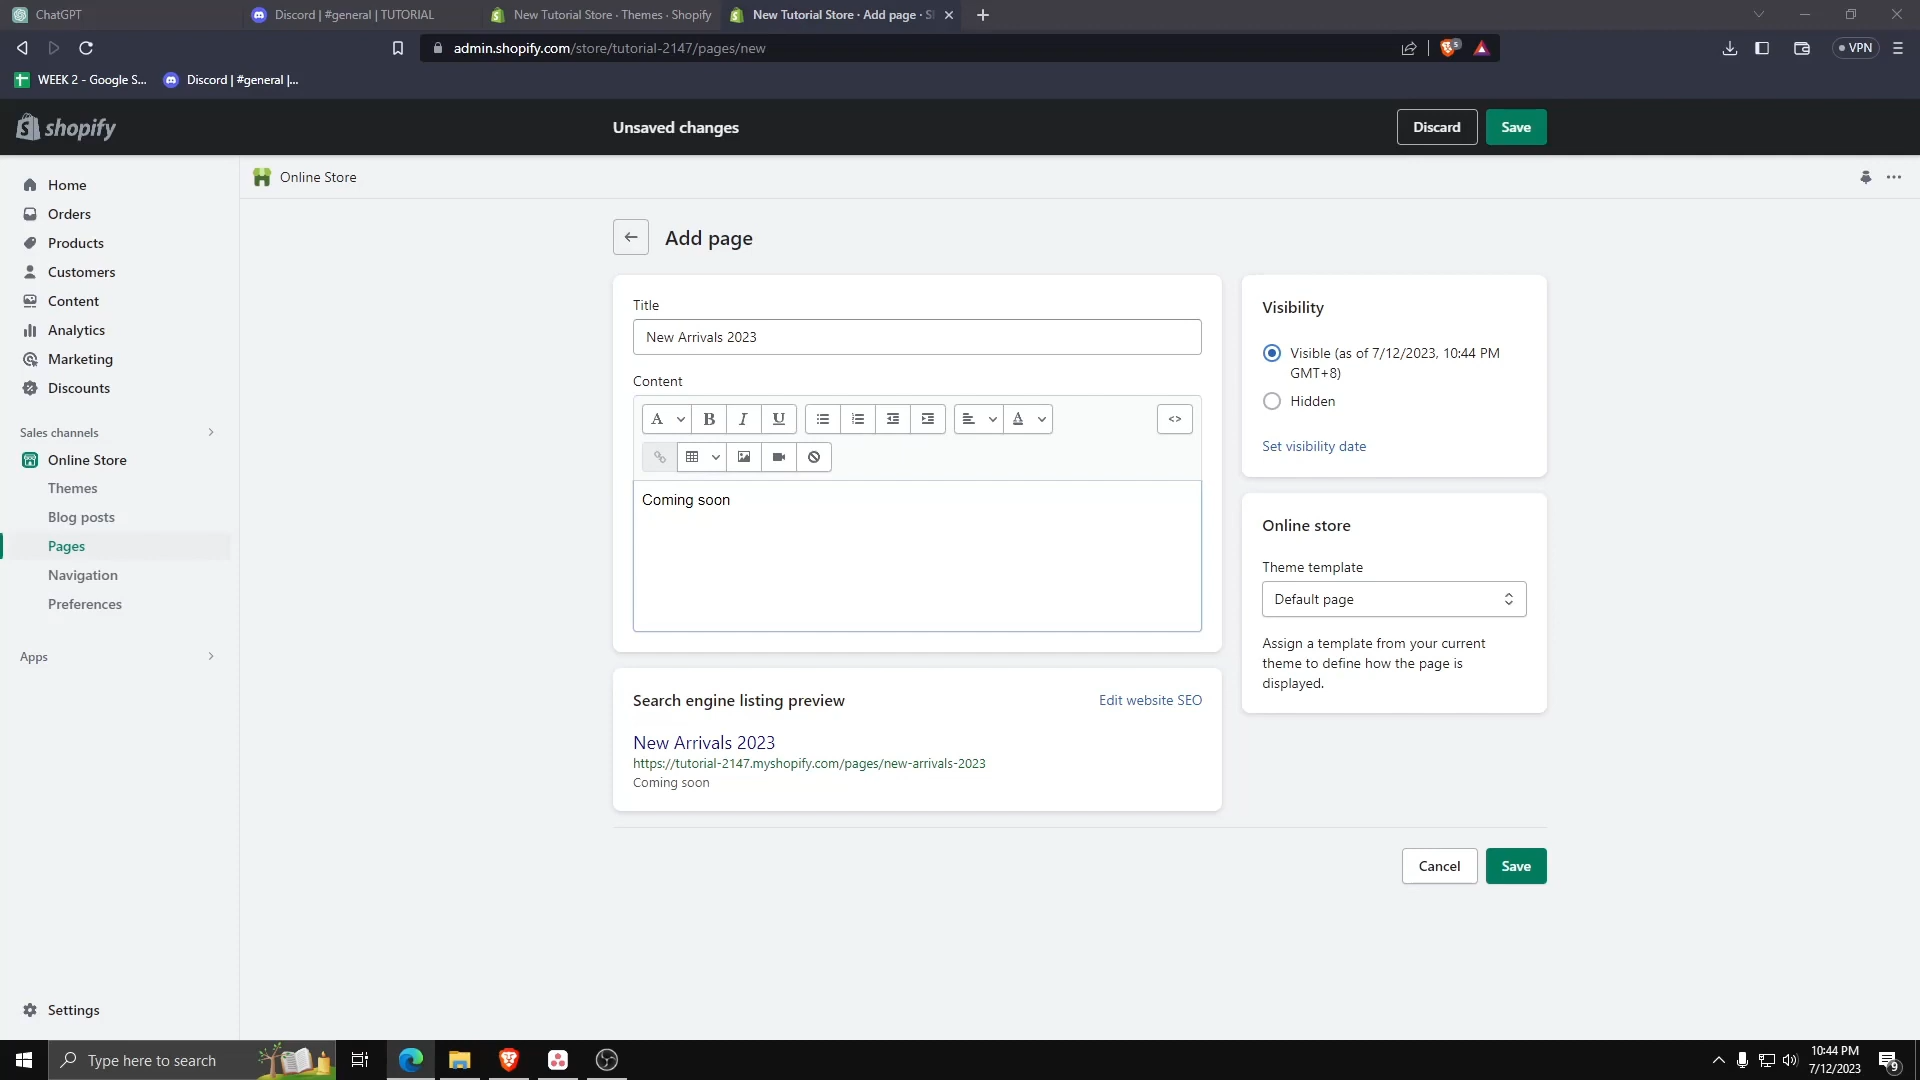 ChatGPT
Discord | #general | TUTORIAL
New Tutorial Store · Themes · Shopify
New Tutorial Store · Add page · S
admin.shopify.com/store/tutorial-2147/pages/new
5
VPN
WEEK 2 - Google S...
Discord | #general |...
shopify
Unsaved changes
Discard
Save
Home
Orders
Products
Customers
Content
Analytics
Marketing
Discounts
Sales channels
Online Store
Themes
Blog posts
Pages
Navigation
Preferences
Apps
Settings
Online Store
Add page
Title
New Arrivals 2023
Content
A
B
I
U
A
<>
Coming soon
Search engine listing preview
Edit website SEO
New Arrivals 2023
https://tutorial-2147.myshopify.com/pages/new-arrivals-2023
Coming soon
Visibility
Visible (as of 7/12/2023, 10:44 PM
GMT+8)
Hidden
Set visibility date
Online store
Theme template
Default page
Assign a template from your current
theme to define how the page is
displayed.
Cancel
Save
Type here to search
10:44 PM
7/12/2023
9